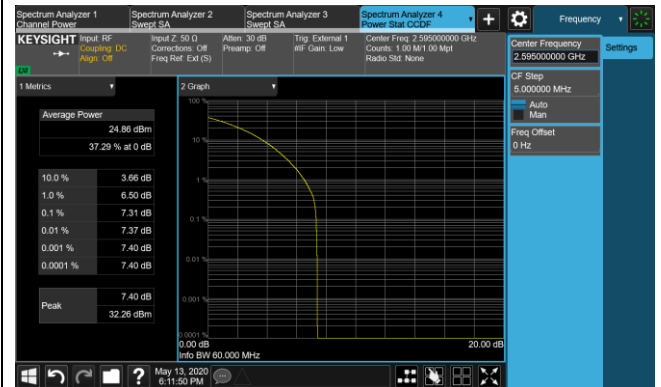 Spectrum Analyzer 1
Channel Power
Spectrum Analyzer 2
Swept SA
Spectrum Analyzer 3
Swept SA
Spectrum Analyzer 4
Power Stat CCDF
+
Frequency
KEYSIGHT
Input: RF
Coupling: DC
Align: Off
Input Z: 50 Ω
Corrections: Off
Freq Ref: Ext (S)
Atten: 30 dB
Preamp: Off
Trig: External 1
#IF Gain: Low
Center Freq: 2.595000000 GHz
Counts: 1.00 M/1.00 Mpt
Radio Std: None
Center Frequency
2.595000000 GHz
Settings
CF Step
5.000000 MHz
Auto
Man
Freq Offset
0 Hz
1 Metrics
2 Graph
Average Power
24.86 dBm
37.29 % at 0 dB
10.0 % 3.66 dB
1.0 % 6.50 dB
0.1 % 7.31 dB
0.01 % 7.37 dB
0.001 % 7.40 dB
0.0001 % 7.40 dB
Peak
7.40 dB
32.26 dBm
100 %
10 %
1 %
0.1 %
0.01 %
0.001 %
0.0001 %
0.00 dB
20.00 dB
Info BW 60.000 MHz
?
May 13, 2020
6:11:50 PM